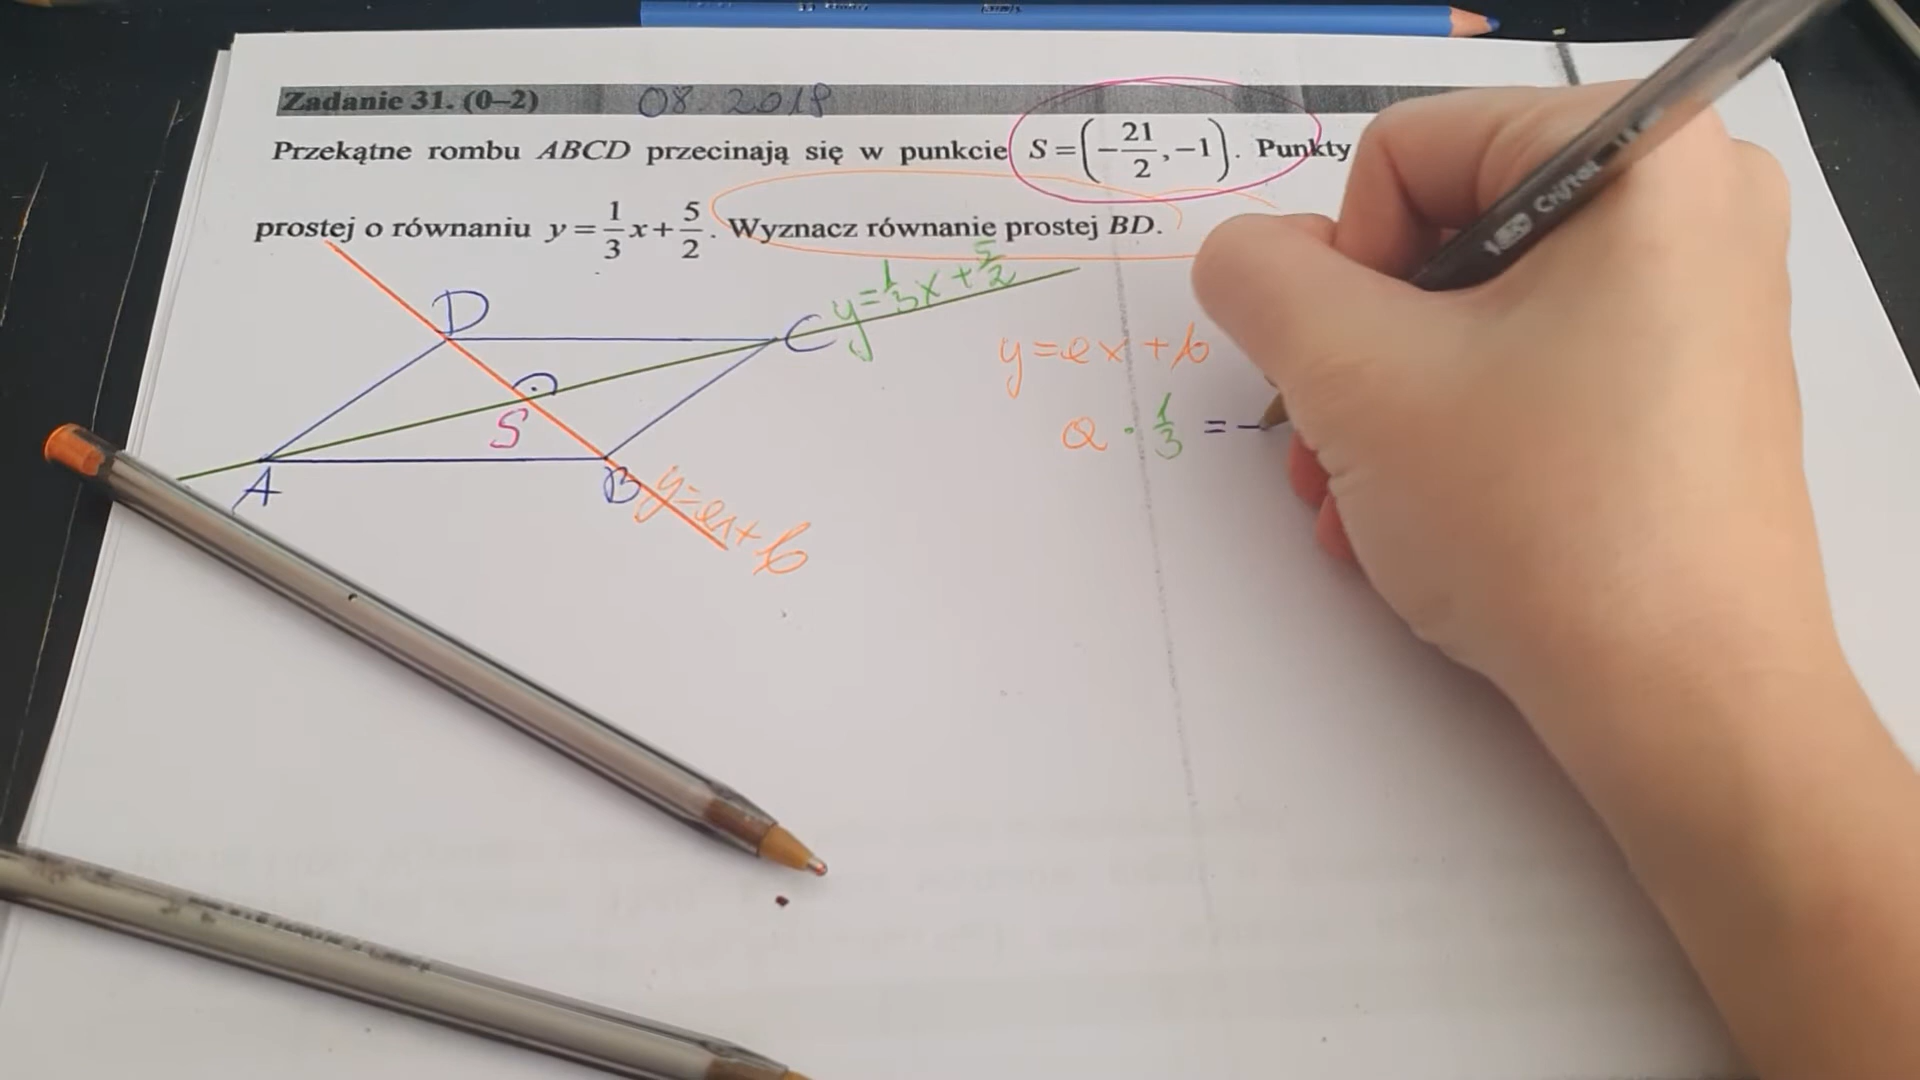 Zadanie 31. (0–2) 08.2018
Przekątne rombu ABCD przecinają się w punkcie S=(-21/2,-1). Punkty
prostej o równaniu y=1/3x+5/2. Wyznacz równanie prostej BD.
D
C
y=1/3x+5/2
y=ax+b
a · 1/3 = -
S
A
B
y=ax+b
Cristal